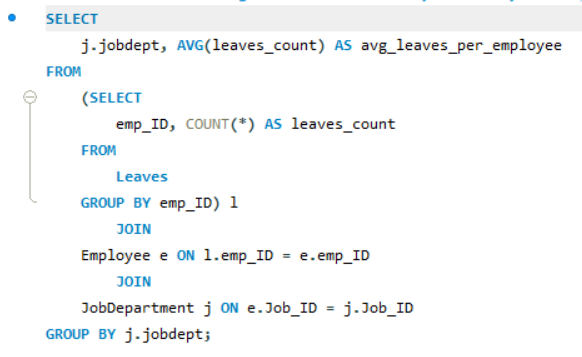 SELECT
j.jobdept, AVG(leaves_count) AS avg_leaves_per_employee
FROM
(SELECT
emp_ID, COUNT(*) AS leaves_count
FROM
Leaves
GROUP BY emp_ID) l
JOIN
Employee e ON l.emp_ID = e.emp_ID
JOIN
JobDepartment j ON e.Job_ID = j.Job_ID
GROUP BY j.jobdept;